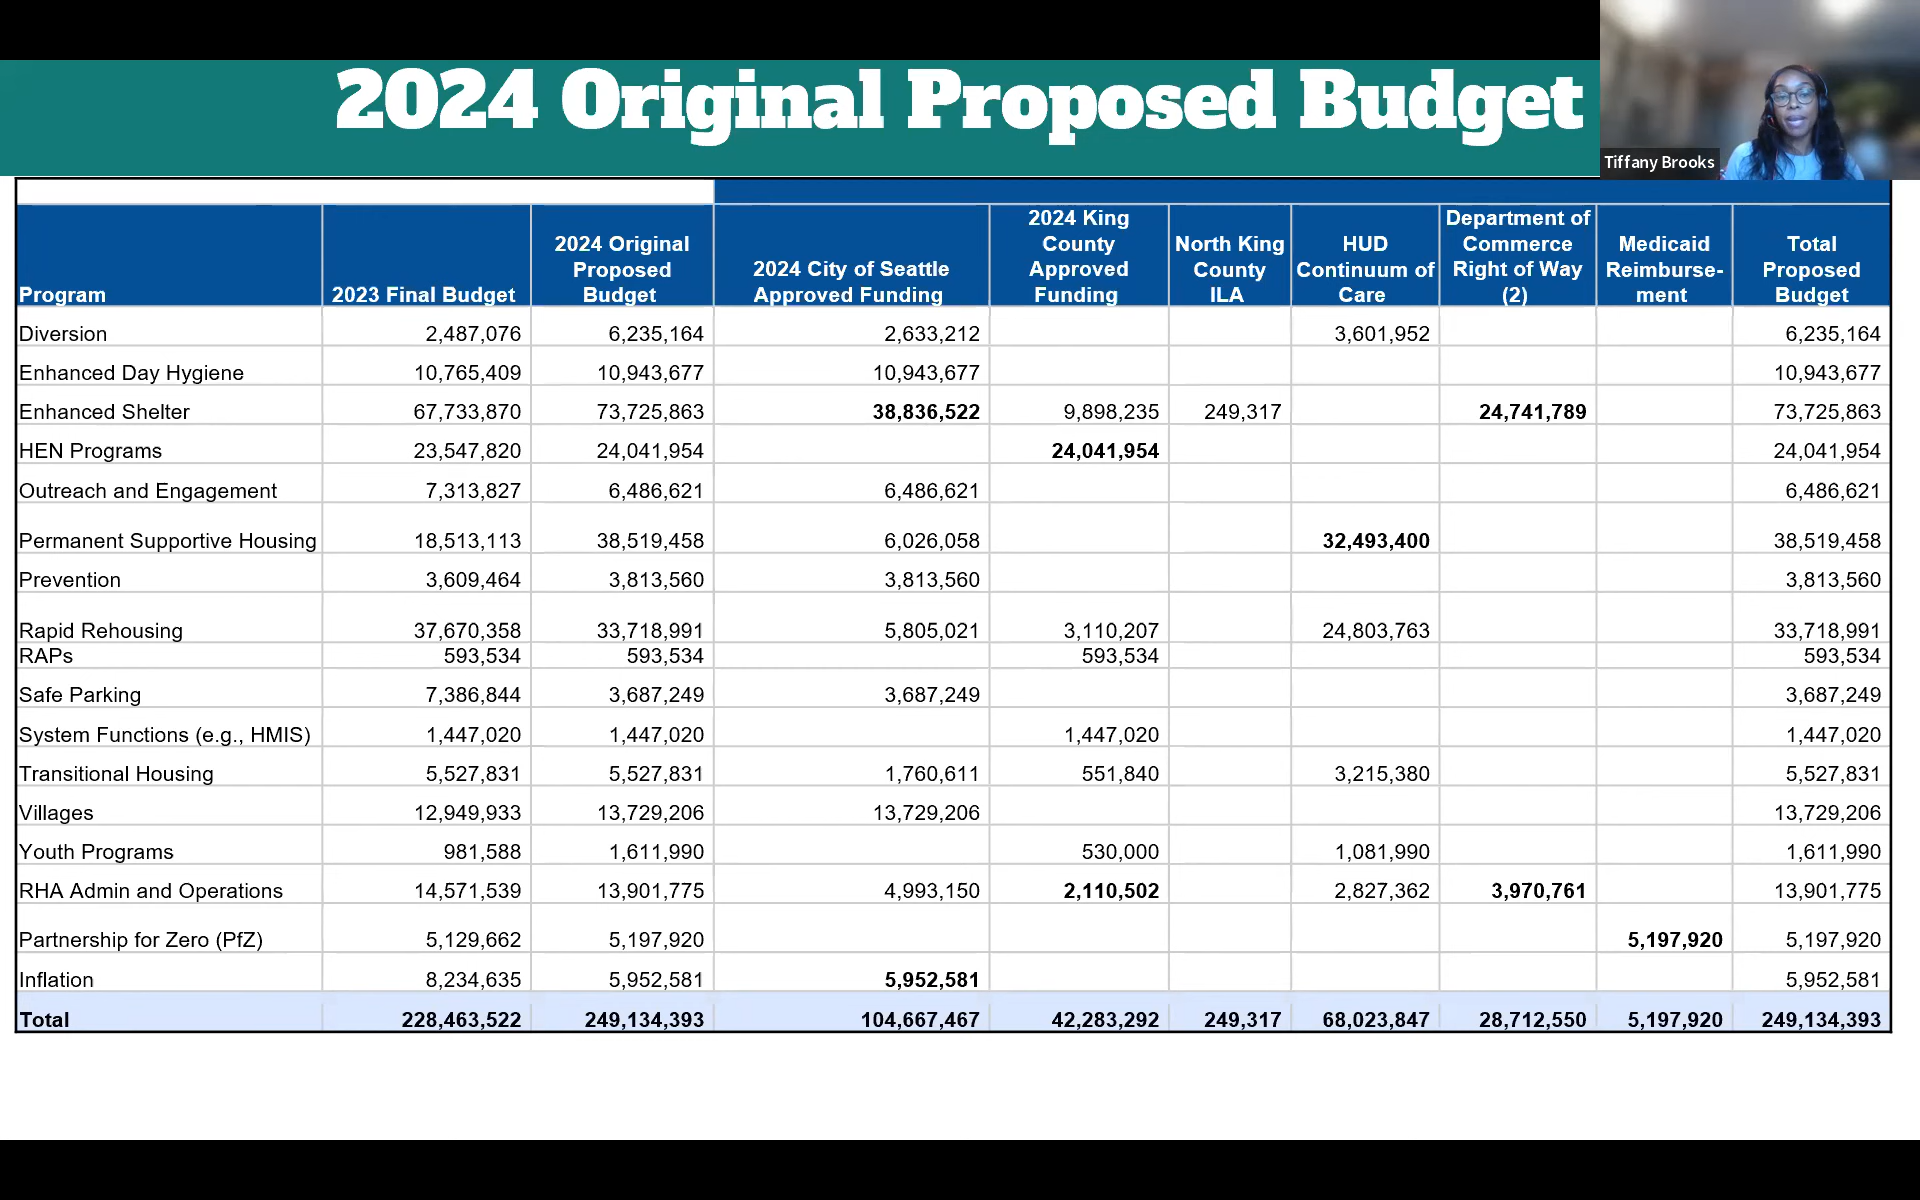 2024 Original Proposed Budget
Tiffany Brooks
Program 2023 Final Budget 2024 Original Proposed Budget 2024 City of Seattle Approved Funding 2024 King County Approved Funding North King County ILA HUD Continuum of Care Department of Commerce Right of Way (2) Medicaid Reimburse-ment Total Proposed Budget
Diversion 2,487,076 6,235,164 2,633,212 3,601,952 6,235,164
Enhanced Day Hygiene 10,765,409 10,943,677 10,943,677 10,943,677
Enhanced Shelter 67,733,870 73,725,863 38,836,522 9,898,235 249,317 24,741,789 73,725,863
HEN Programs 23,547,820 24,041,954 24,041,954 24,041,954
Outreach and Engagement 7,313,827 6,486,621 6,486,621 6,486,621
Permanent Supportive Housing 18,513,113 38,519,458 6,026,058 32,493,400 38,519,458
Prevention 3,609,464 3,813,560 3,813,560 3,813,560
Rapid Rehousing 37,670,358 33,718,991 5,805,021 3,110,207 24,803,763 33,718,991
RAPs 593,534 593,534 593,534 593,534
Safe Parking 7,386,844 3,687,249 3,687,249 3,687,249
System Functions (e.g., HMIS) 1,447,020 1,447,020 1,447,020 1,447,020
Transitional Housing 5,527,831 5,527,831 1,760,611 551,840 3,215,380 5,527,831
Villages 12,949,933 13,729,206 13,729,206 13,729,206
Youth Programs 981,588 1,611,990 530,000 1,081,990 1,611,990
RHA Admin and Operations 14,571,539 13,901,775 4,993,150 2,110,502 2,827,362 3,970,761 13,901,775
Partnership for Zero (PfZ) 5,129,662 5,197,920 5,197,920 5,197,920
Inflation 8,234,635 5,952,581 5,952,581 5,952,581
Total 228,463,522 249,134,393 104,667,467 42,283,292 249,317 68,023,847 28,712,550 5,197,920 249,134,393